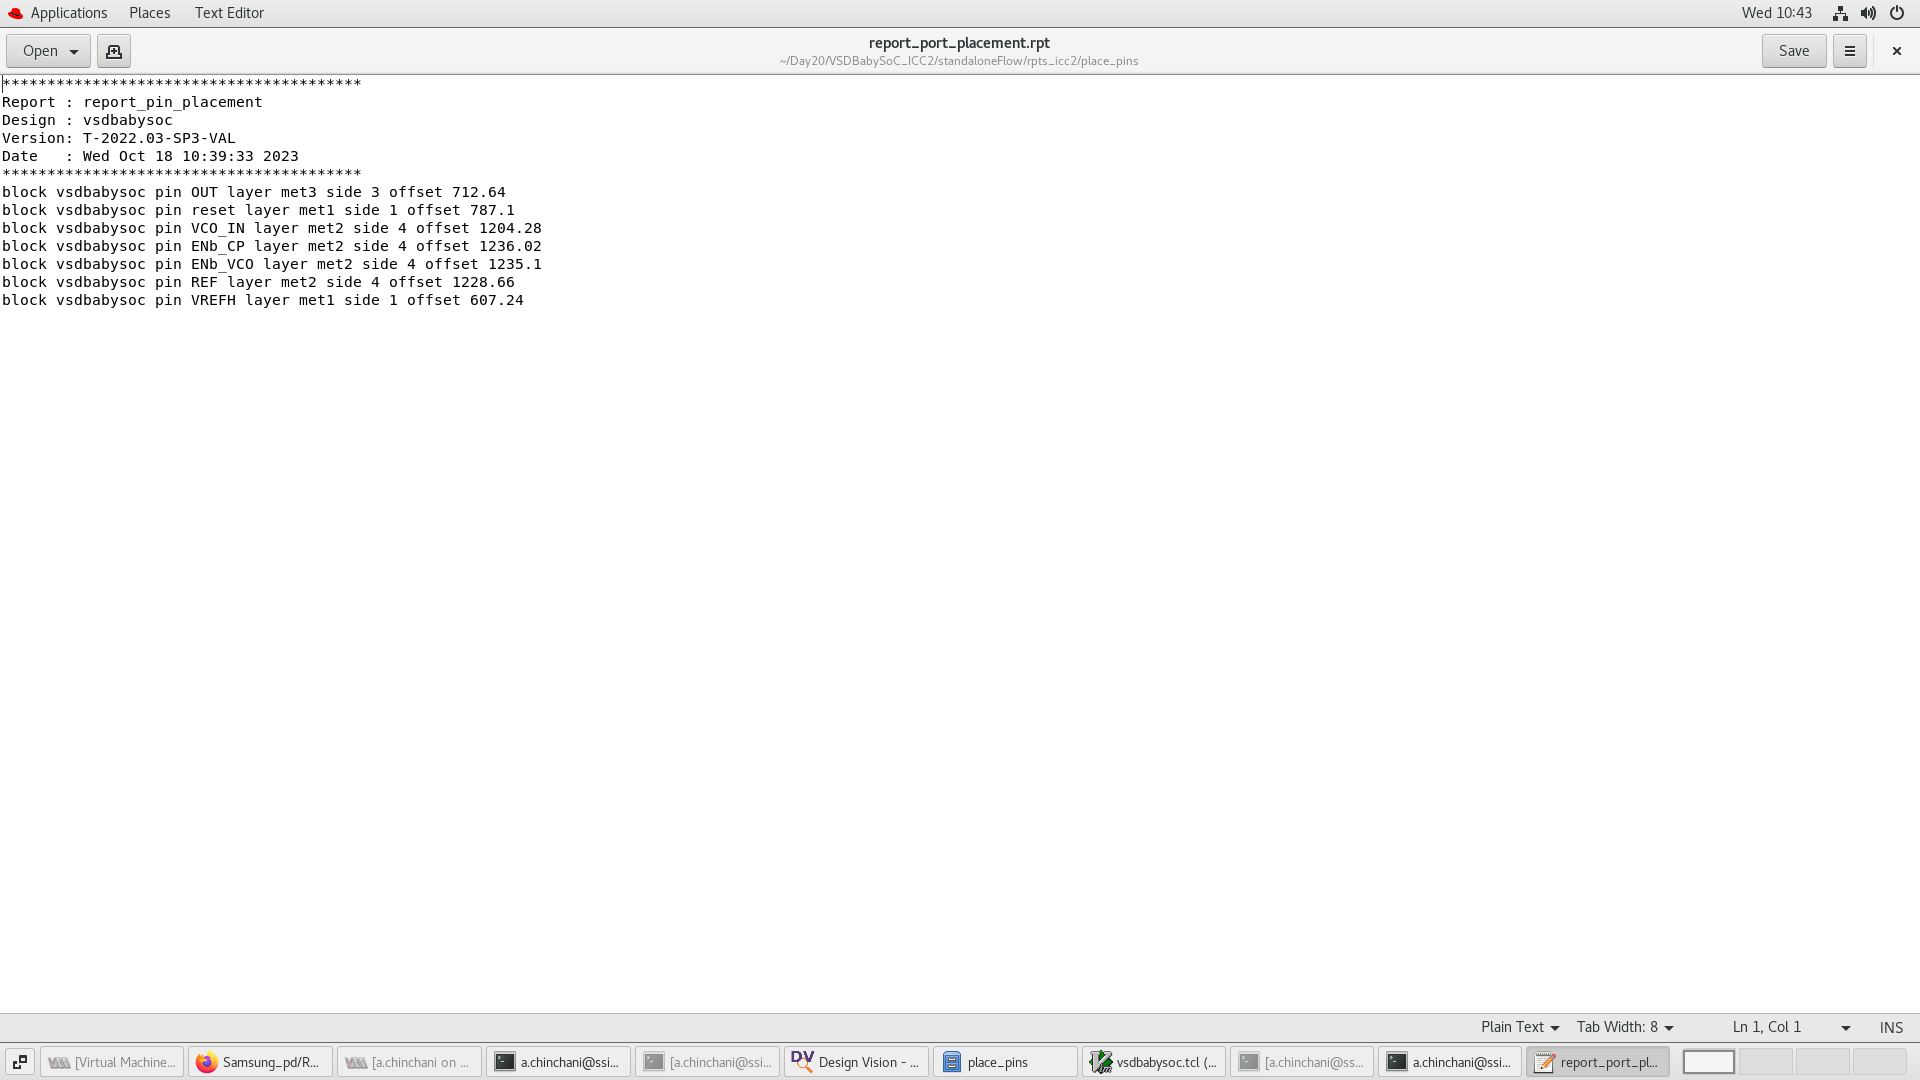 Applications Places Text Editor Wed 10:43
Open report_port_placement.rpt Save
~/Day20/VSDBabySoC_ICC2/standaloneFlow/rpts_icc2/place_pins
****************************************
Report : report_pin_placement
Design : vsdbabysoc
Version: T-2022.03-SP3-VAL
Date   : Wed Oct 18 10:39:33 2023
****************************************
block vsdbabysoc pin OUT layer met3 side 3 offset 712.64
block vsdbabysoc pin reset layer met1 side 1 offset 787.1
block vsdbabysoc pin VCO_IN layer met2 side 4 offset 1204.28
block vsdbabysoc pin ENb_CP layer met2 side 4 offset 1236.02
block vsdbabysoc pin ENb_VCO layer met2 side 4 offset 1235.1
block vsdbabysoc pin REF layer met2 side 4 offset 1228.66
block vsdbabysoc pin VREFH layer met1 side 1 offset 607.24
Plain Text Tab Width: 8 Ln 1, Col 1 INS
[Virtual Machine... Samsung_pd/R... [a.chinchani on ... a.chinchani@ssi... [a.chinchani@ssi... Design Vision - ... place_pins vsdbabysoc.tcl (... [a.chinchani@ss... a.chinchani@ssi... report_port_pl...